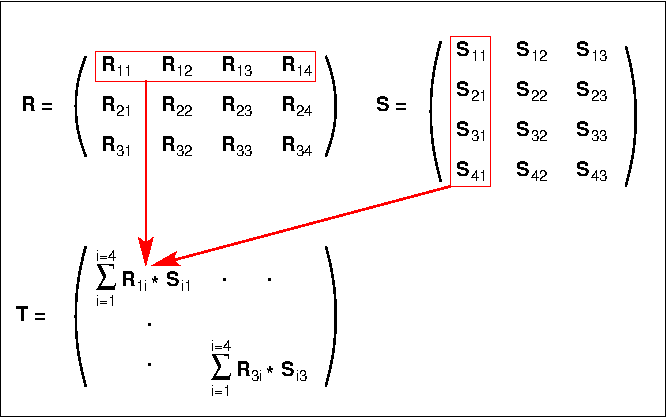 R = R11 R12 R13 R14
R21 R22 R23 R24
R31 R32 R33 R34
S = S11 S12 S13
S21 S22 S23
S31 S32 S33
S41 S42 S43
T =
i=4
∑ R1i * Si1 . .
i=1
.
.
i=4
∑ R3i * Si3
i=1